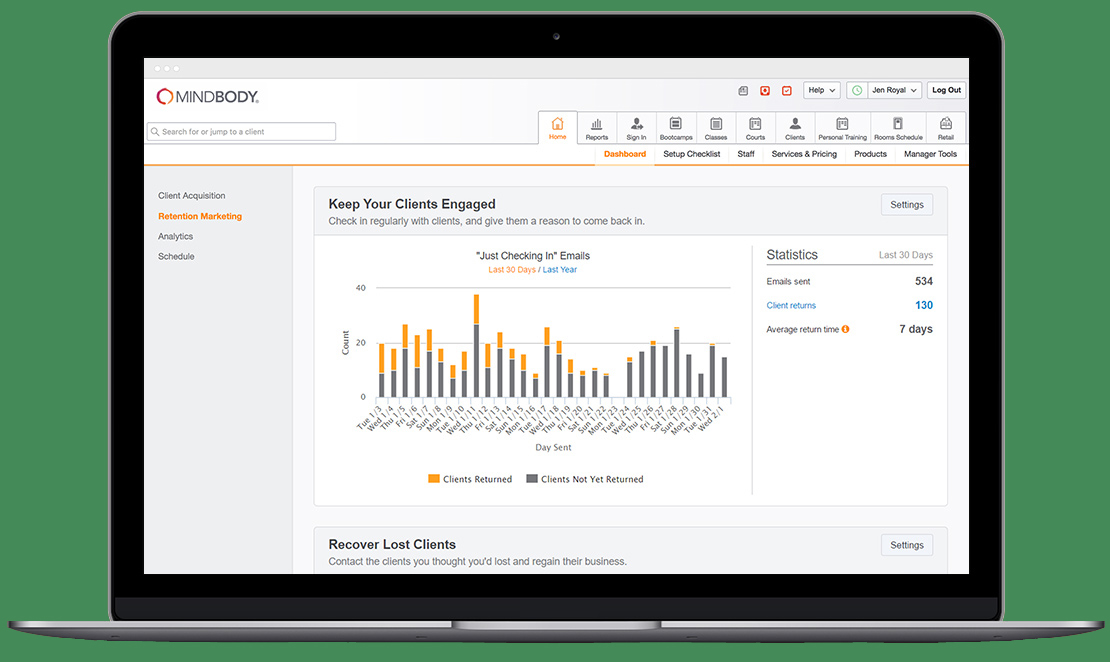 MINDBODY.
Help
Jen Royal
Log Out
Search for or jump to a client
Home
Reports
Sign In
Bootcamps
Classes
Courts
Clients
Personal Training
Rooms Schedule
Retail
Dashboard
Setup Checklist
Staff
Services & Pricing
Products
Manager Tools
Client Acquisition
Retention Marketing
Analytics
Schedule
Keep Your Clients Engaged
Settings
Check in regularly with clients, and give them a reason to come back in.
"Just Checking In" Emails
Last 30 Days / Last Year
40
20
0
Count
Tue 1/3
Wed 1/4
Thu 1/5
Fri 1/6
Sat 1/7
Sun 1/8
Mon 1/9
Tue 1/10
Wed 1/11
Thu 1/12
Fri 1/13
Sat 1/14
Sun 1/15
Mon 1/16
Tue 1/17
Wed 1/18
Thu 1/19
Fri 1/20
Sat 1/21
Sun 1/22
Mon 1/23
Tue 1/24
Wed 1/25
Thu 1/26
Fri 1/27
Sat 1/28
Sun 1/29
Mon 1/30
Tue 1/31
Wed 2/1
Day Sent
Clients Returned
Clients Not Yet Returned
Statistics
Last 30 Days
Emails sent 534
Client returns 130
Average return time 7 days
Recover Lost Clients
Settings
Contact the clients you thought you'd lost and regain their business.